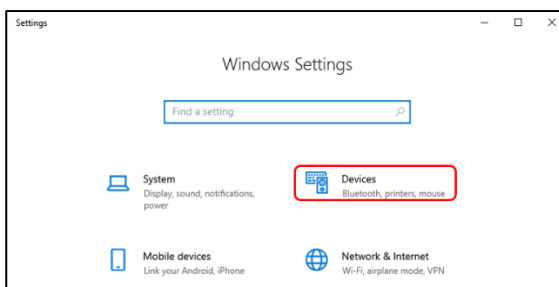 Settings
Windows Settings
Find a setting
System
Display, sound, notifications,
power
Devices
Bluetooth, printers, mouse
Mobile devices
Link your Android, iPhone
Network & Internet
Wi-Fi, airplane mode, VPN